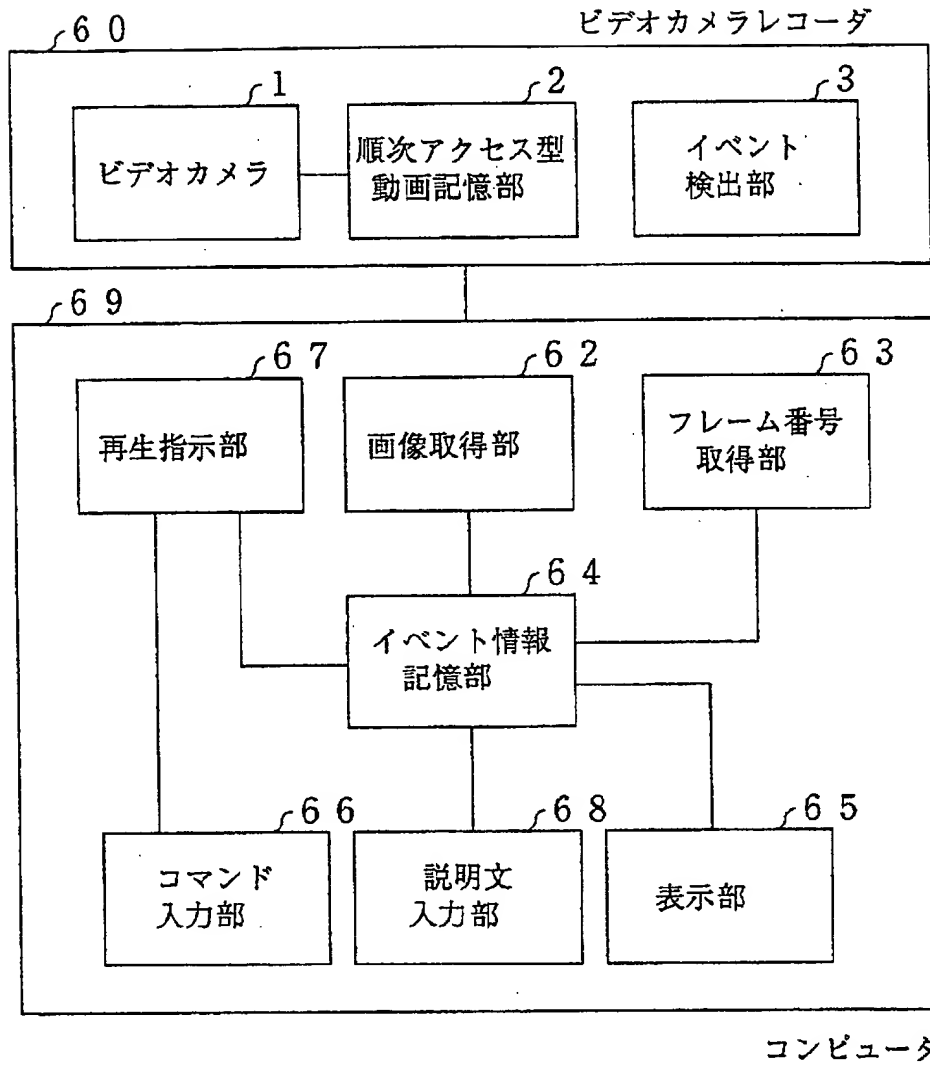 60
ビデオカメラレコーダ
1
2
3
ビデオカメラ
順次アクセス型
動画記憶部
イベント
検出部
69
67
62
63
再生指示部
画像取得部
フレーム番号
取得部
64
イベント情報
記憶部
66
68
65
コマンド
入力部
説明文
入力部
表示部
コンピュータ